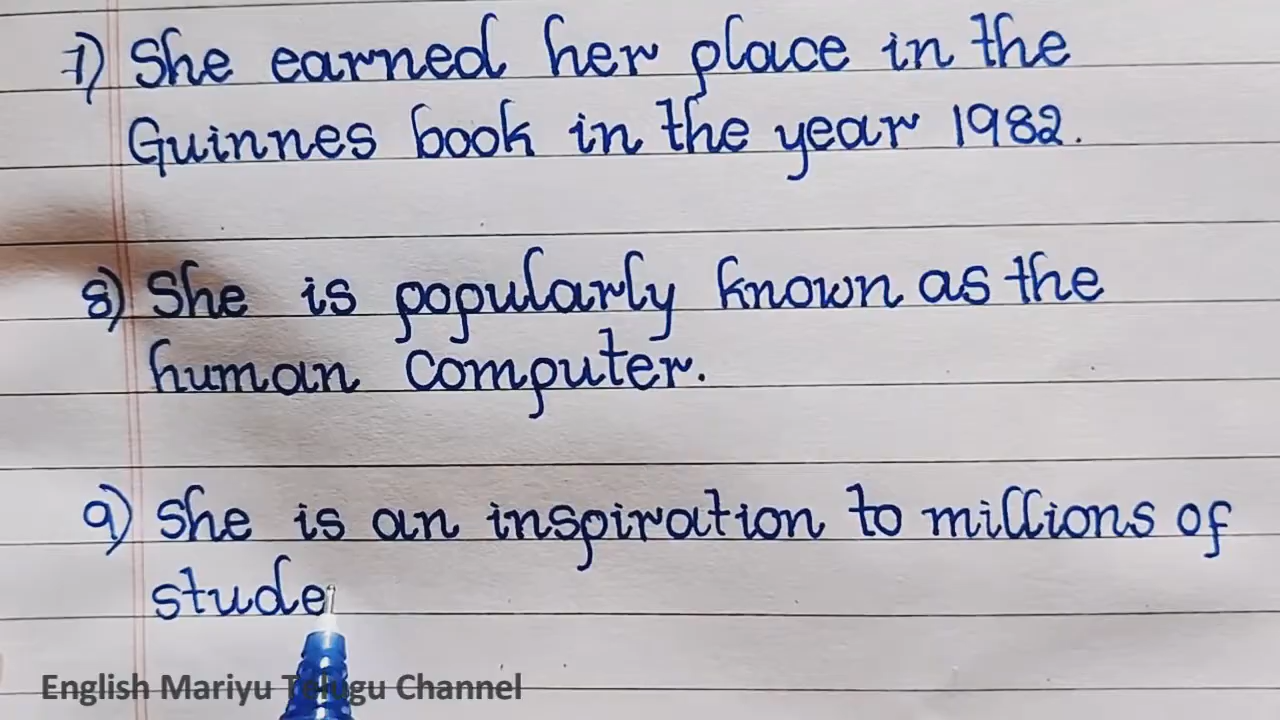 7) She earned her place in the
Guinnes book in the year 1982.
8) She is popularly known as the
human computer.
9) She is an inspiration to millions of
stude
English Mariyu Telugu Channel